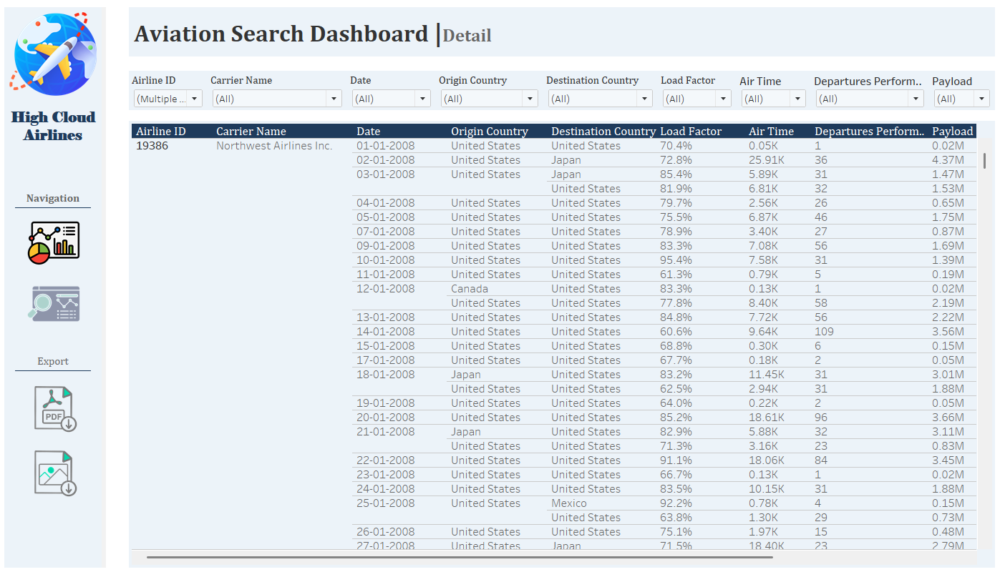 Aviation Search Dashboard |Detail
High Cloud
Airlines
Navigation
Export
PDF
Airline ID Carrier Name Date Origin Country Destination Country Load Factor Air Time Departures Perform.. Payload
(Multiple ... (All) (All) (All) (All) (All) (All) (All) (All)
Airline ID Carrier Name Date Origin Country Destination Country Load Factor Air Time Departures Perform.. Payload
19386 Northwest Airlines Inc. 01-01-2008 United States United States 70.4% 0.05K 1 0.02M
02-01-2008 United States Japan 72.8% 25.91K 36 4.37M
03-01-2008 United States Japan 85.4% 5.89K 31 1.47M
United States 81.9% 6.81K 32 1.53M
04-01-2008 United States United States 79.7% 2.56K 26 0.65M
05-01-2008 United States United States 75.5% 6.87K 46 1.75M
07-01-2008 United States United States 78.9% 3.40K 27 0.87M
09-01-2008 United States United States 83.3% 7.08K 56 1.69M
10-01-2008 United States United States 95.4% 7.58K 31 1.39M
11-01-2008 United States United States 61.3% 0.79K 5 0.19M
12-01-2008 Canada United States 83.3% 0.13K 1 0.02M
United States United States 77.8% 8.40K 58 2.19M
13-01-2008 United States United States 84.8% 7.72K 56 2.22M
14-01-2008 United States United States 60.6% 9.64K 109 3.56M
15-01-2008 United States United States 68.8% 0.30K 6 0.15M
17-01-2008 United States United States 67.7% 0.18K 2 0.05M
18-01-2008 Japan United States 83.2% 11.45K 31 3.01M
United States United States 62.5% 2.94K 31 1.88M
19-01-2008 United States United States 64.0% 0.22K 2 0.05M
20-01-2008 United States United States 85.2% 18.61K 96 3.66M
21-01-2008 Japan United States 82.9% 5.88K 32 3.11M
United States United States 71.3% 3.16K 23 0.83M
22-01-2008 United States United States 91.1% 18.06K 84 3.45M
23-01-2008 United States United States 66.7% 0.13K 1 0.02M
24-01-2008 United States United States 83.5% 10.15K 31 1.88M
25-01-2008 United States Mexico 92.2% 0.78K 4 0.15M
United States 63.8% 1.30K 29 0.73M
26-01-2008 United States United States 75.1% 1.97K 15 0.48M
27-01-2008 United States Japan 71.5% 18.40K 23 2.79M